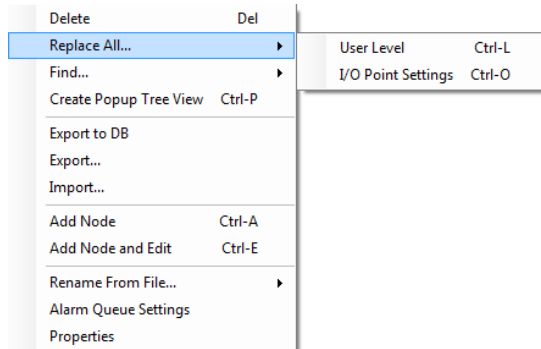 Delete Del
Replace All...
User Level Ctrl-L
Find...
I/O Point Settings Ctrl-O
Create Popup Tree View Ctrl-P
Export to DB
Export...
Import...
Add Node Ctrl-A
Add Node and Edit Ctrl-E
Rename From File...
Alarm Queue Settings
Properties